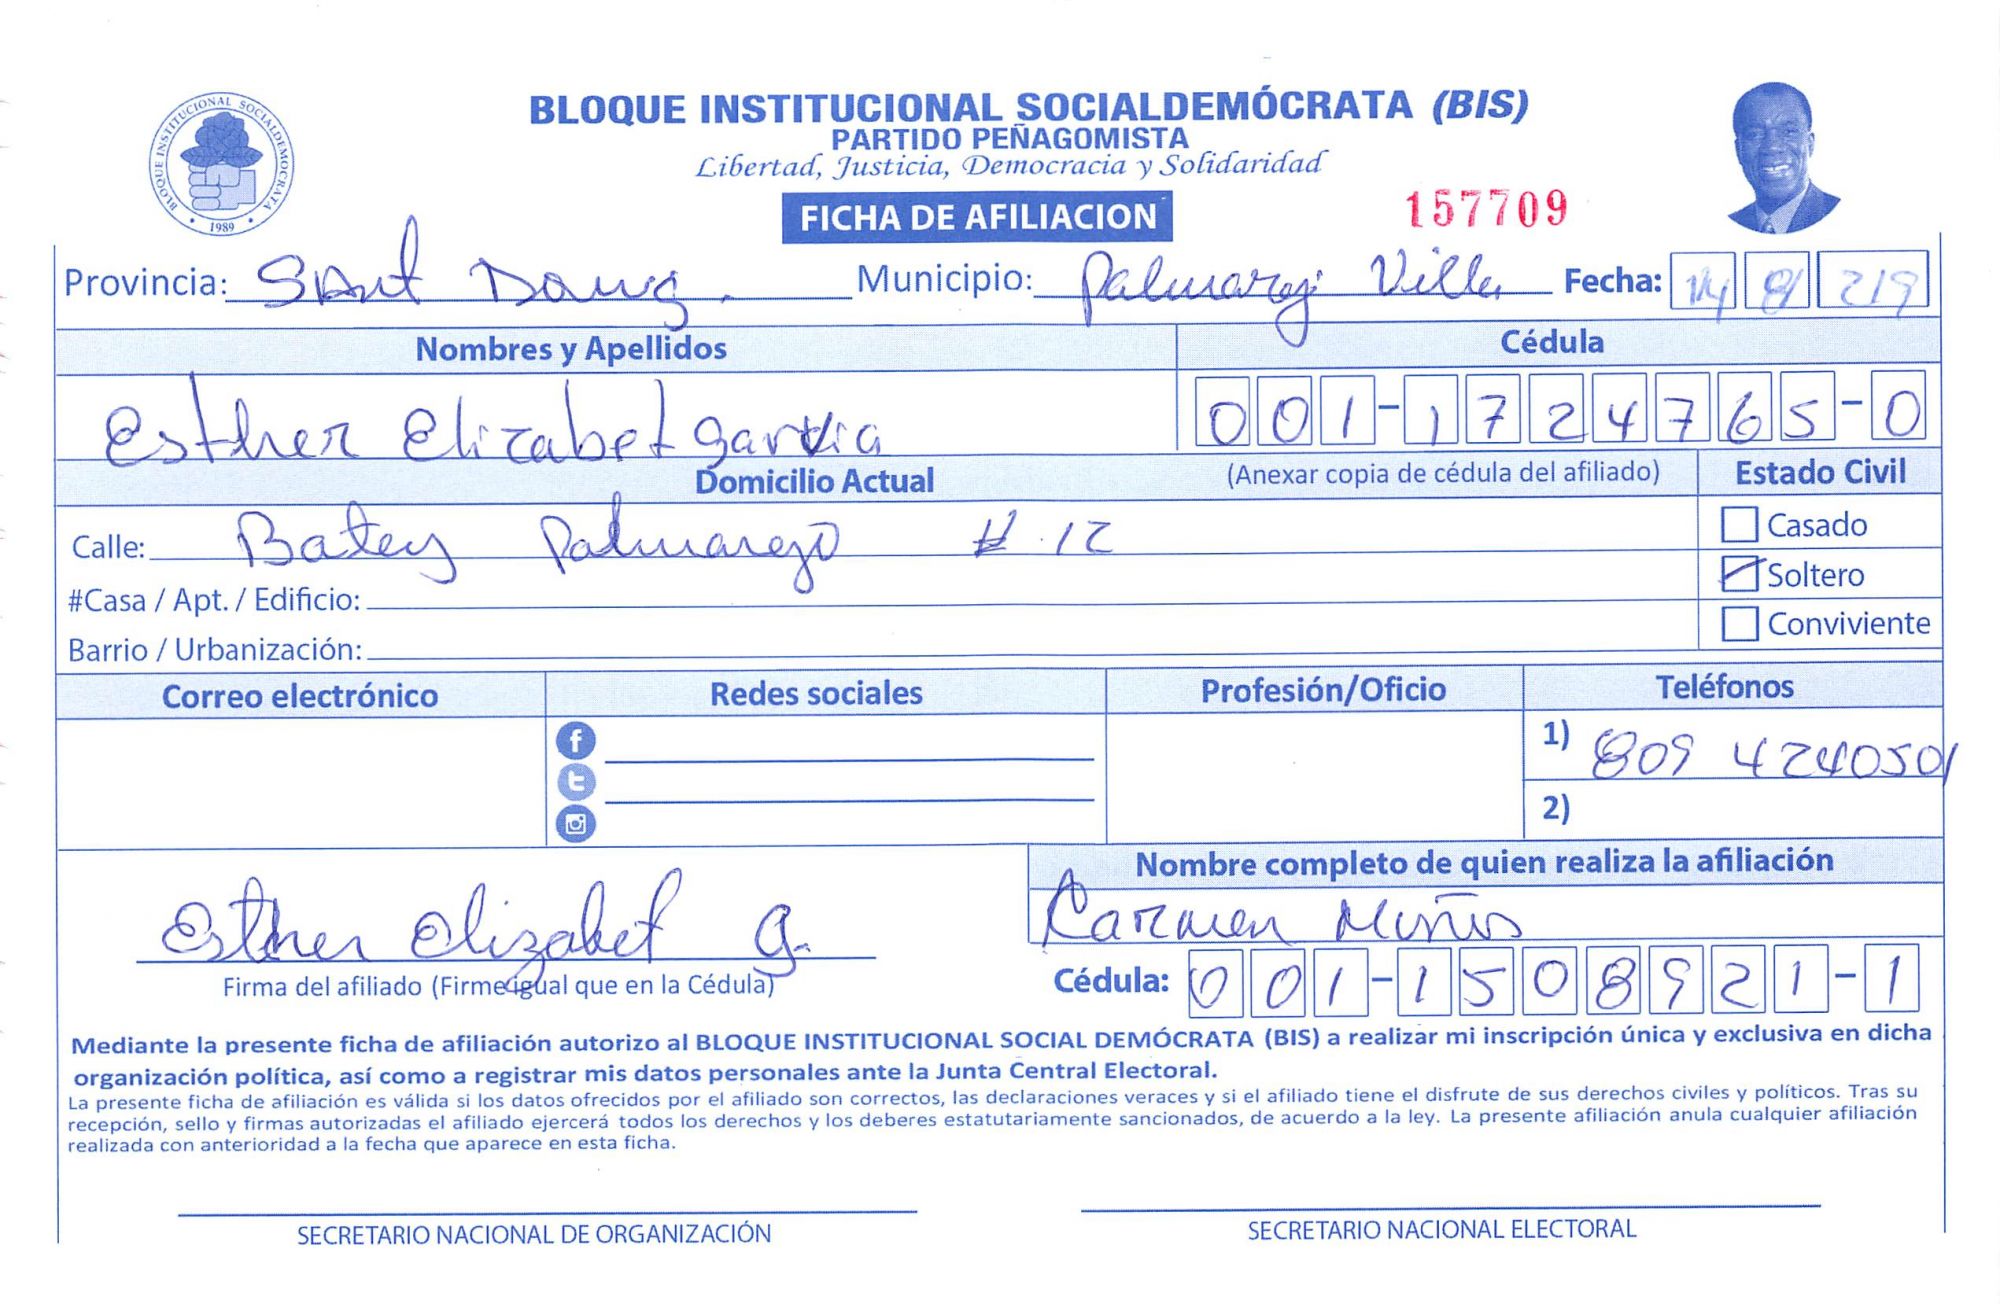 BLOQUE INSTITUCIONAL SOCIALDEMOCRATA
1989
BLOQUE INSTITUCIONAL SOCIALDEMÓCRATA (BIS)
PARTIDO PEÑAGOMISTA
Libertad, Justicia, Democracia y Solidaridad
FICHA DE AFILIACION
157709
Provincia: Sant Domg. Municipio: Palmarejo Villa Fecha: 14 8 219
Nombres y Apellidos Cédula
Esther Elizabet garcia 001-1724765-0
Domicilio Actual (Anexar copia de cédula del afiliado) Estado Civil
Calle: Batey Palmarejo # 12 Casado
#Casa / Apt. / Edificio: Soltero
Barrio / Urbanización: Conviviente
Correo electrónico Redes sociales Profesión/Oficio Teléfonos
1) 809 4240501
2)
Nombre completo de quien realiza la afiliación
Esther Elizabet G. Carmen Muños
Firma del afiliado (Firme igual que en la Cédula) Cédula: 001-1508921-1
Mediante la presente ficha de afiliación autorizo al BLOQUE INSTITUCIONAL SOCIAL DEMÓCRATA (BIS) a realizar mi inscripción única y exclusiva en dicha
organización política, así como a registrar mis datos personales ante la Junta Central Electoral.
La presente ficha de afiliación es válida si los datos ofrecidos por el afiliado son correctos, las declaraciones veraces y si el afiliado tiene el disfrute de sus derechos civiles y políticos. Tras su
recepción, sello y firmas autorizadas el afiliado ejercerá todos los derechos y los deberes estatutariamente sancionados, de acuerdo a la ley. La presente afiliación anula cualquier afiliación
realizada con anterioridad a la fecha que aparece en esta ficha.
SECRETARIO NACIONAL DE ORGANIZACIÓN SECRETARIO NACIONAL ELECTORAL